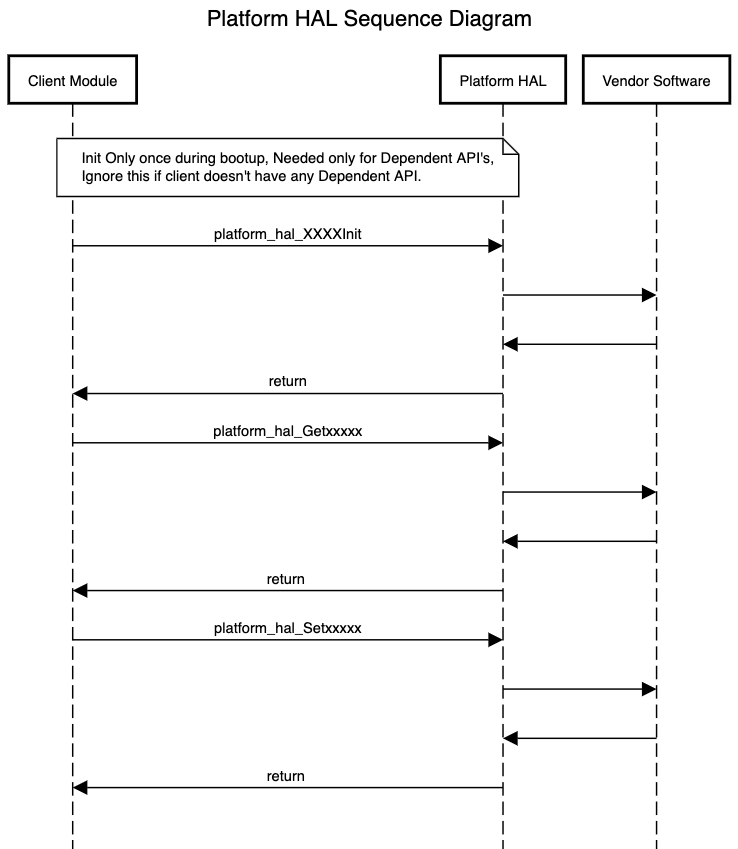 Platform HAL Sequence Diagram
Client Module
Platform HAL
Vendor Software
Init Only once during bootup, Needed only for Dependent API's,
Ignore this if client doesn't have any Dependent API.
platform_hal_XXXXInit
return
platform_hal_Getxxxxx
return
platform_hal_Setxxxxx
return